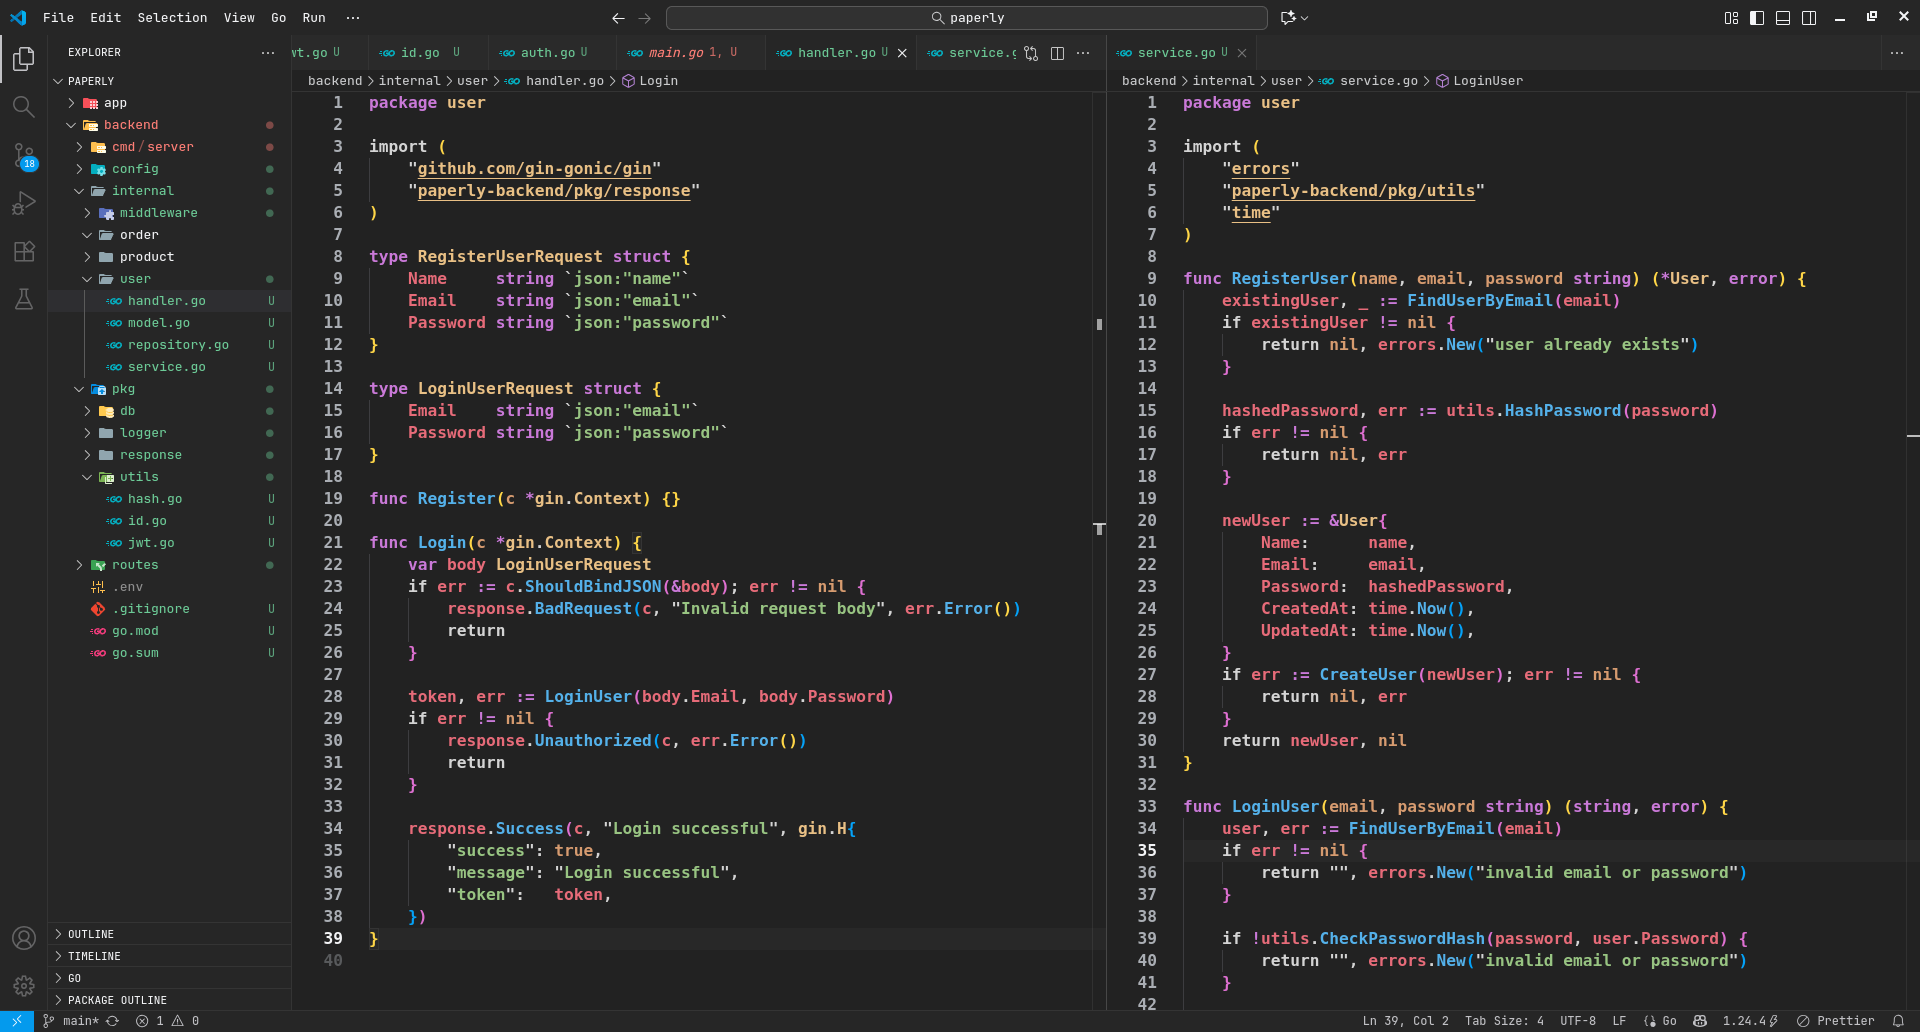 File Edit Selection View Go Run ···
paperly
EXPLORER ···
PAPERLY
app
backend
cmd/server
config
internal
middleware
order
product
user
handler.go U
model.go U
repository.go U
service.go U
pkg
db
logger
response
utils
hash.go U
id.go U
jwt.go U
routes
.env
.gitignore U
go.mod U
go.sum U
OUTLINE
TIMELINE
GO
PACKAGE OUTLINE
18
wt.go U id.go U auth.go U main.go 1, U handler.go U service.g ···
backend > internal > user > handler.go > Login
1 package user
2
3 import (
4 "github.com/gin-gonic/gin"
5 "paperly-backend/pkg/response"
6 )
7
8 type RegisterUserRequest struct {
9 Name string `json:"name"`
10 Email string `json:"email"`
11 Password string `json:"password"`
12 }
13
14 type LoginUserRequest struct {
15 Email string `json:"email"`
16 Password string `json:"password"`
17 }
18
19 func Register(c *gin.Context) {}
20
21 func Login(c *gin.Context) {
22 var body LoginUserRequest
23 if err := c.ShouldBindJSON(&body); err != nil {
24 response.BadRequest(c, "Invalid request body", err.Error())
25 return
26 }
27
28 token, err := LoginUser(body.Email, body.Password)
29 if err != nil {
30 response.Unauthorized(c, err.Error())
31 return
32 }
33
34 response.Success(c, "Login successful", gin.H{
35 "success": true,
36 "message": "Login successful",
37 "token": token,
38 })
39 }
40
service.go U ···
backend > internal > user > service.go > LoginUser
1 package user
2
3 import (
4 "errors"
5 "paperly-backend/pkg/utils"
6 "time"
7 )
8
9 func RegisterUser(name, email, password string) (*User, error) {
10 existingUser, _ := FindUserByEmail(email)
11 if existingUser != nil {
12 return nil, errors.New("user already exists")
13 }
14
15 hashedPassword, err := utils.HashPassword(password)
16 if err != nil {
17 return nil, err
18 }
19
20 newUser := &User{
21 Name: name,
22 Email: email,
23 Password: hashedPassword,
24 CreatedAt: time.Now(),
25 UpdatedAt: time.Now(),
26 }
27 if err := CreateUser(newUser); err != nil {
28 return nil, err
29 }
30 return newUser, nil
31 }
32
33 func LoginUser(email, password string) (string, error) {
34 user, err := FindUserByEmail(email)
35 if err != nil {
36 return "", errors.New("invalid email or password")
37 }
38
39 if !utils.CheckPasswordHash(password, user.Password) {
40 return "", errors.New("invalid email or password")
41 }
42
main* 1 0 Ln 39, Col 2 Tab Size: 4 UTF-8 LF {} Go 1.24.4 Prettier